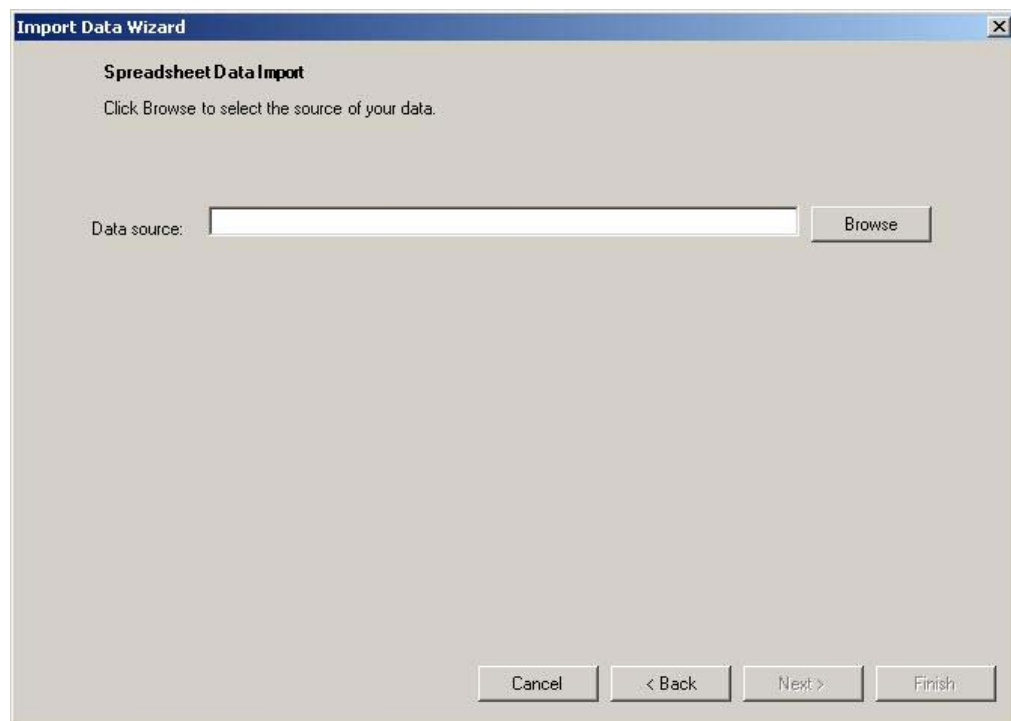 Import Data Wizard
Spreadsheet Data Import
Click Browse to select the source of your data.
Data source:
Browse
Cancel
< Back
Next >
Finish